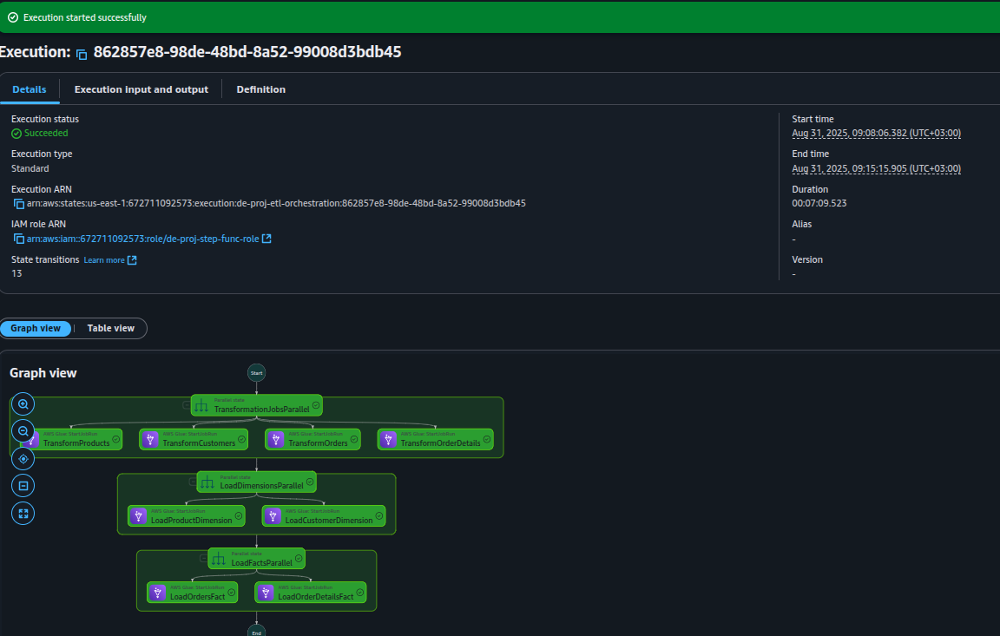 Execution started successfully
Execution: 862857e8-98de-48bd-8a52-99008d3bdb45
Details
Execution input and output
Definition
Execution status
Succeeded
Execution type
Standard
Execution ARN
arn:aws:states:us-east-1:672711092573:execution:de-proj-etl-orchestration:862857e8-98de-48bd-8a52-99008d3bdb45
IAM role ARN
arn:aws:iam::672711092573:role/de-proj-step-func-role
State transitions Learn more
13
Start time
Aug 31, 2025, 09:08:06.382 (UTC+03:00)
End time
Aug 31, 2025, 09:15:15.905 (UTC+03:00)
Duration
00:07:09.523
Alias
-
Version
-
Graph view | Table view
Graph view
Start
Parallel state
TransformationJobsParallel
AWS Glue: StartJobRun
TransformProducts
AWS Glue: StartJobRun
TransformCustomers
AWS Glue: StartJobRun
TransformOrders
AWS Glue: StartJobRun
TransformOrderDetails
Parallel state
LoadDimensionsParallel
AWS Glue: StartJobRun
LoadProductDimension
AWS Glue: StartJobRun
LoadCustomerDimension
Parallel state
LoadFactsParallel
AWS Glue: StartJobRun
LoadOrdersFact
AWS Glue: StartJobRun
LoadOrderDetailsFact
End